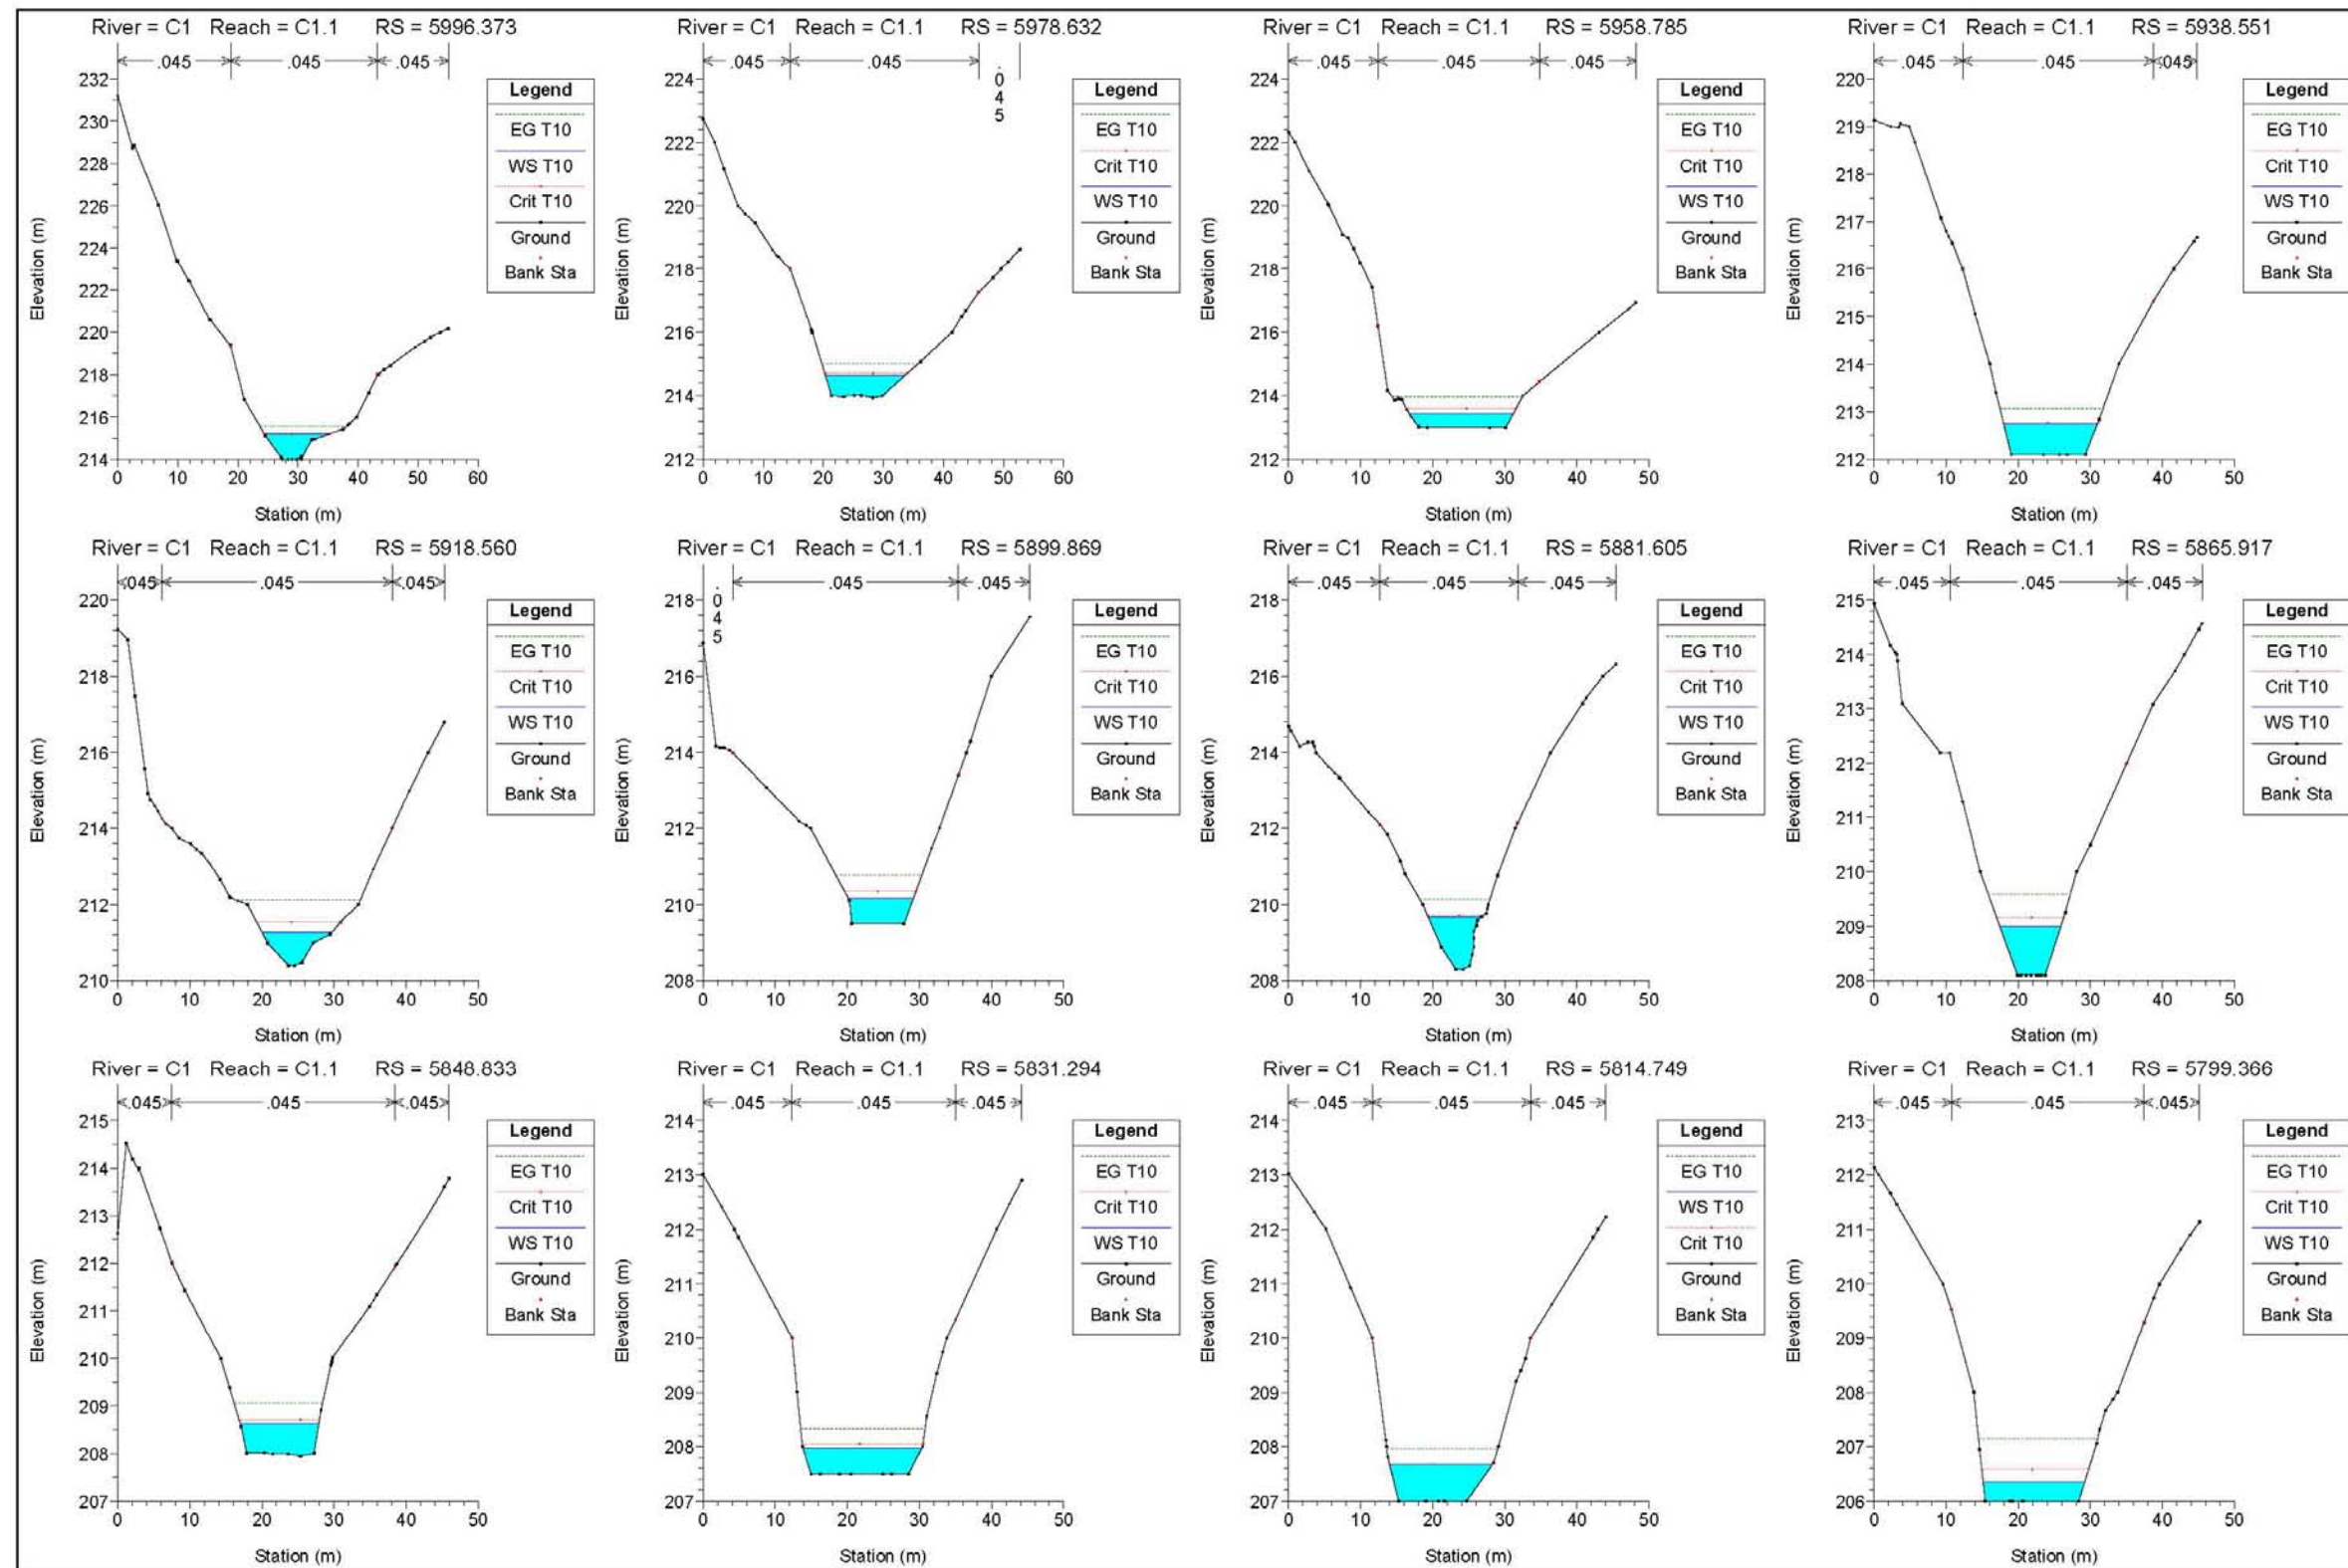 River = C1 Reach = C1.1 RS = 5996.373
.045 .045 .045
232
230
228
226
224
222
220
218
216
214
0 10 20 30 40 50 60
Elevation (m)
Station (m)
Legend
EG T10
WS T10
Crit T10
Ground
Bank Sta
River = C1 Reach = C1.1 RS = 5978.632
.045 .045 .045
224
222
220
218
216
214
212
0 10 20 30 40 50 60
Elevation (m)
Station (m)
Legend
EG T10
Crit T10
WS T10
Ground
Bank Sta
River = C1 Reach = C1.1 RS = 5958.785
.045 .045 .045
224
222
220
218
216
214
212
0 10 20 30 40 50
Elevation (m)
Station (m)
Legend
EG T10
Crit T10
WS T10
Ground
Bank Sta
River = C1 Reach = C1.1 RS = 5938.551
.045 .045 .045
220
219
218
217
216
215
214
213
212
0 10 20 30 40 50
Elevation (m)
Station (m)
Legend
EG T10
Crit T10
WS T10
Ground
Bank Sta
River = C1 Reach = C1.1 RS = 5918.560
.045 .045 .045
220
218
216
214
212
210
0 10 20 30 40 50
Elevation (m)
Station (m)
Legend
EG T10
Crit T10
WS T10
Ground
Bank Sta
River = C1 Reach = C1.1 RS = 5899.869
.045 .045 .045
218
216
214
212
210
208
0 10 20 30 40 50
Elevation (m)
Station (m)
Legend
EG T10
Crit T10
WS T10
Ground
Bank Sta
River = C1 Reach = C1.1 RS = 5881.605
.045 .045 .045
218
216
214
212
210
208
0 10 20 30 40 50
Elevation (m)
Station (m)
Legend
EG T10
Crit T10
WS T10
Ground
Bank Sta
River = C1 Reach = C1.1 RS = 5865.917
.045 .045 .045
215
214
213
212
211
210
209
208
0 10 20 30 40 50
Elevation (m)
Station (m)
Legend
EG T10
Crit T10
WS T10
Ground
Bank Sta
River = C1 Reach = C1.1 RS = 5848.833
.045 .045 .045
215
214
213
212
211
210
209
208
207
0 10 20 30 40 50
Elevation (m)
Station (m)
Legend
EG T10
Crit T10
WS T10
Ground
Bank Sta
River = C1 Reach = C1.1 RS = 5831.294
.045 .045 .045
214
213
212
211
210
209
208
207
0 10 20 30 40 50
Elevation (m)
Station (m)
Legend
EG T10
Crit T10
WS T10
Ground
Bank Sta
River = C1 Reach = C1.1 RS = 5814.749
.045 .045 .045
214
213
212
211
210
209
208
207
0 10 20 30 40 50
Elevation (m)
Station (m)
Legend
EG T10
WS T10
Crit T10
Ground
Bank Sta
River = C1 Reach = C1.1 RS = 5799.366
.045 .045 .045
213
212
211
210
209
208
207
206
0 10 20 30 40 50
Elevation (m)
Station (m)
Legend
EG T10
Crit T10
WS T10
Ground
Bank Sta